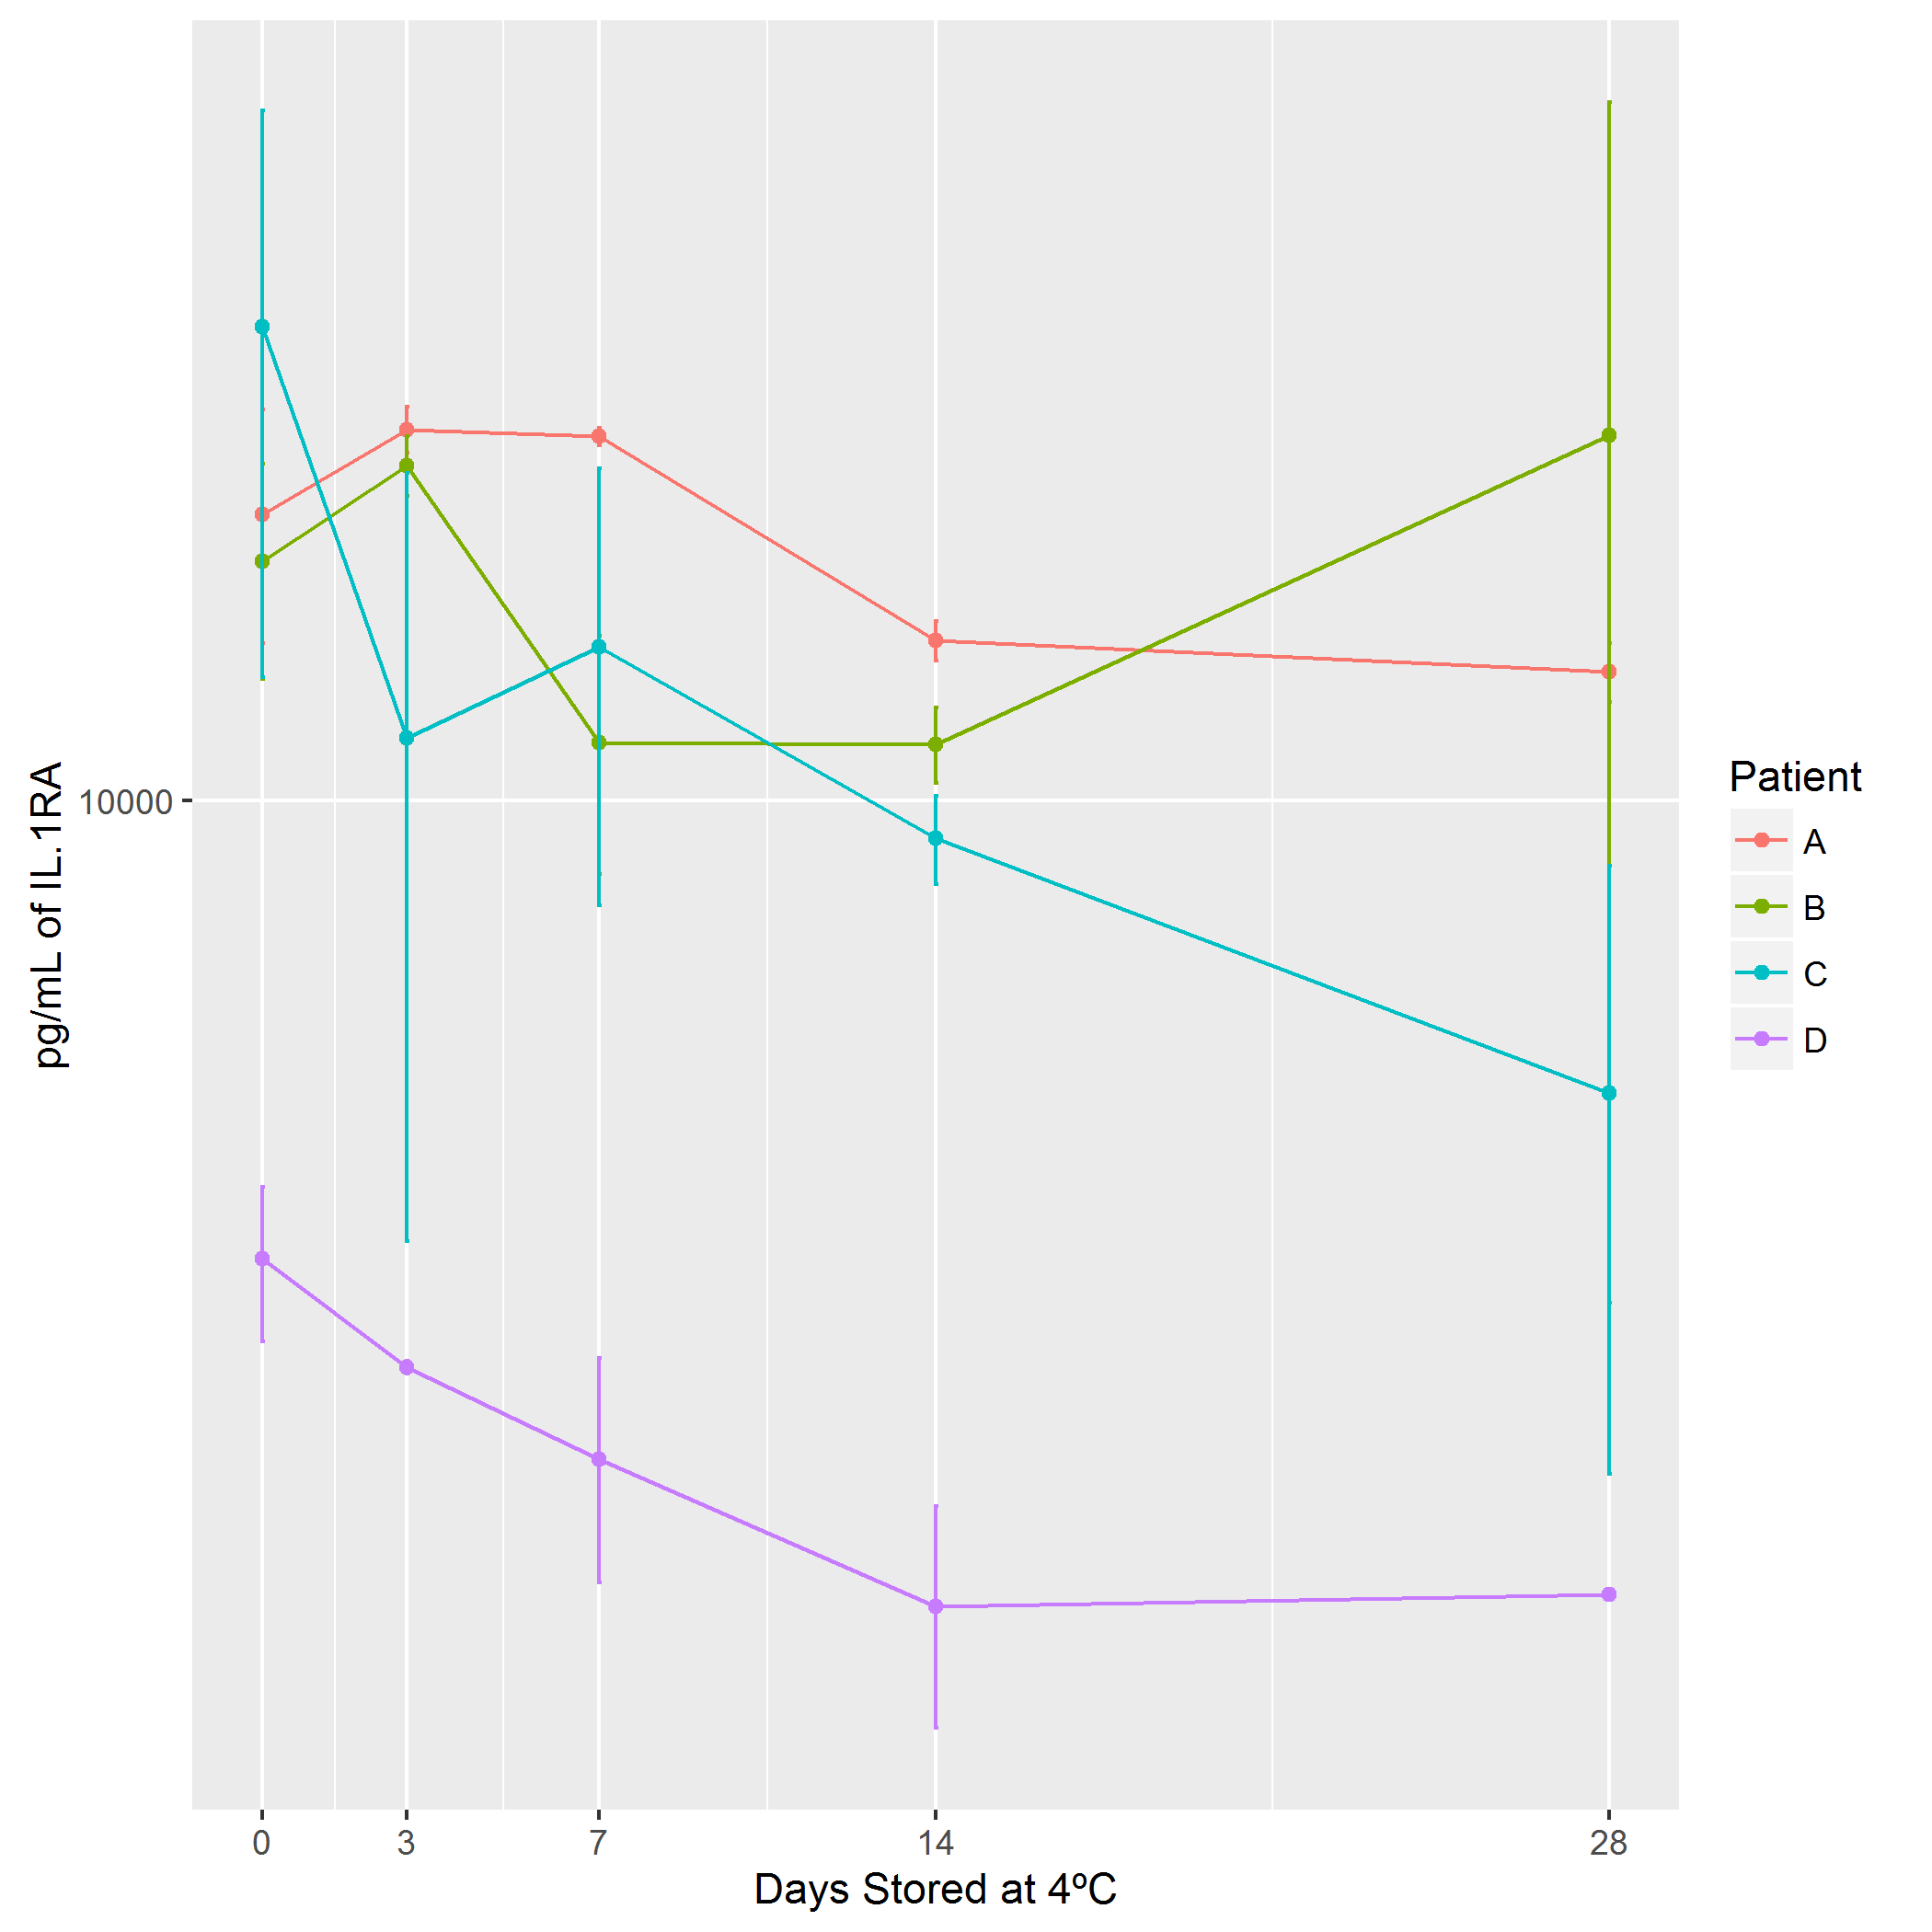 pg/mL of IL.1RA
10000
0 3 7 14 28
Days Stored at 4ºC
Patient
A
B
C
D